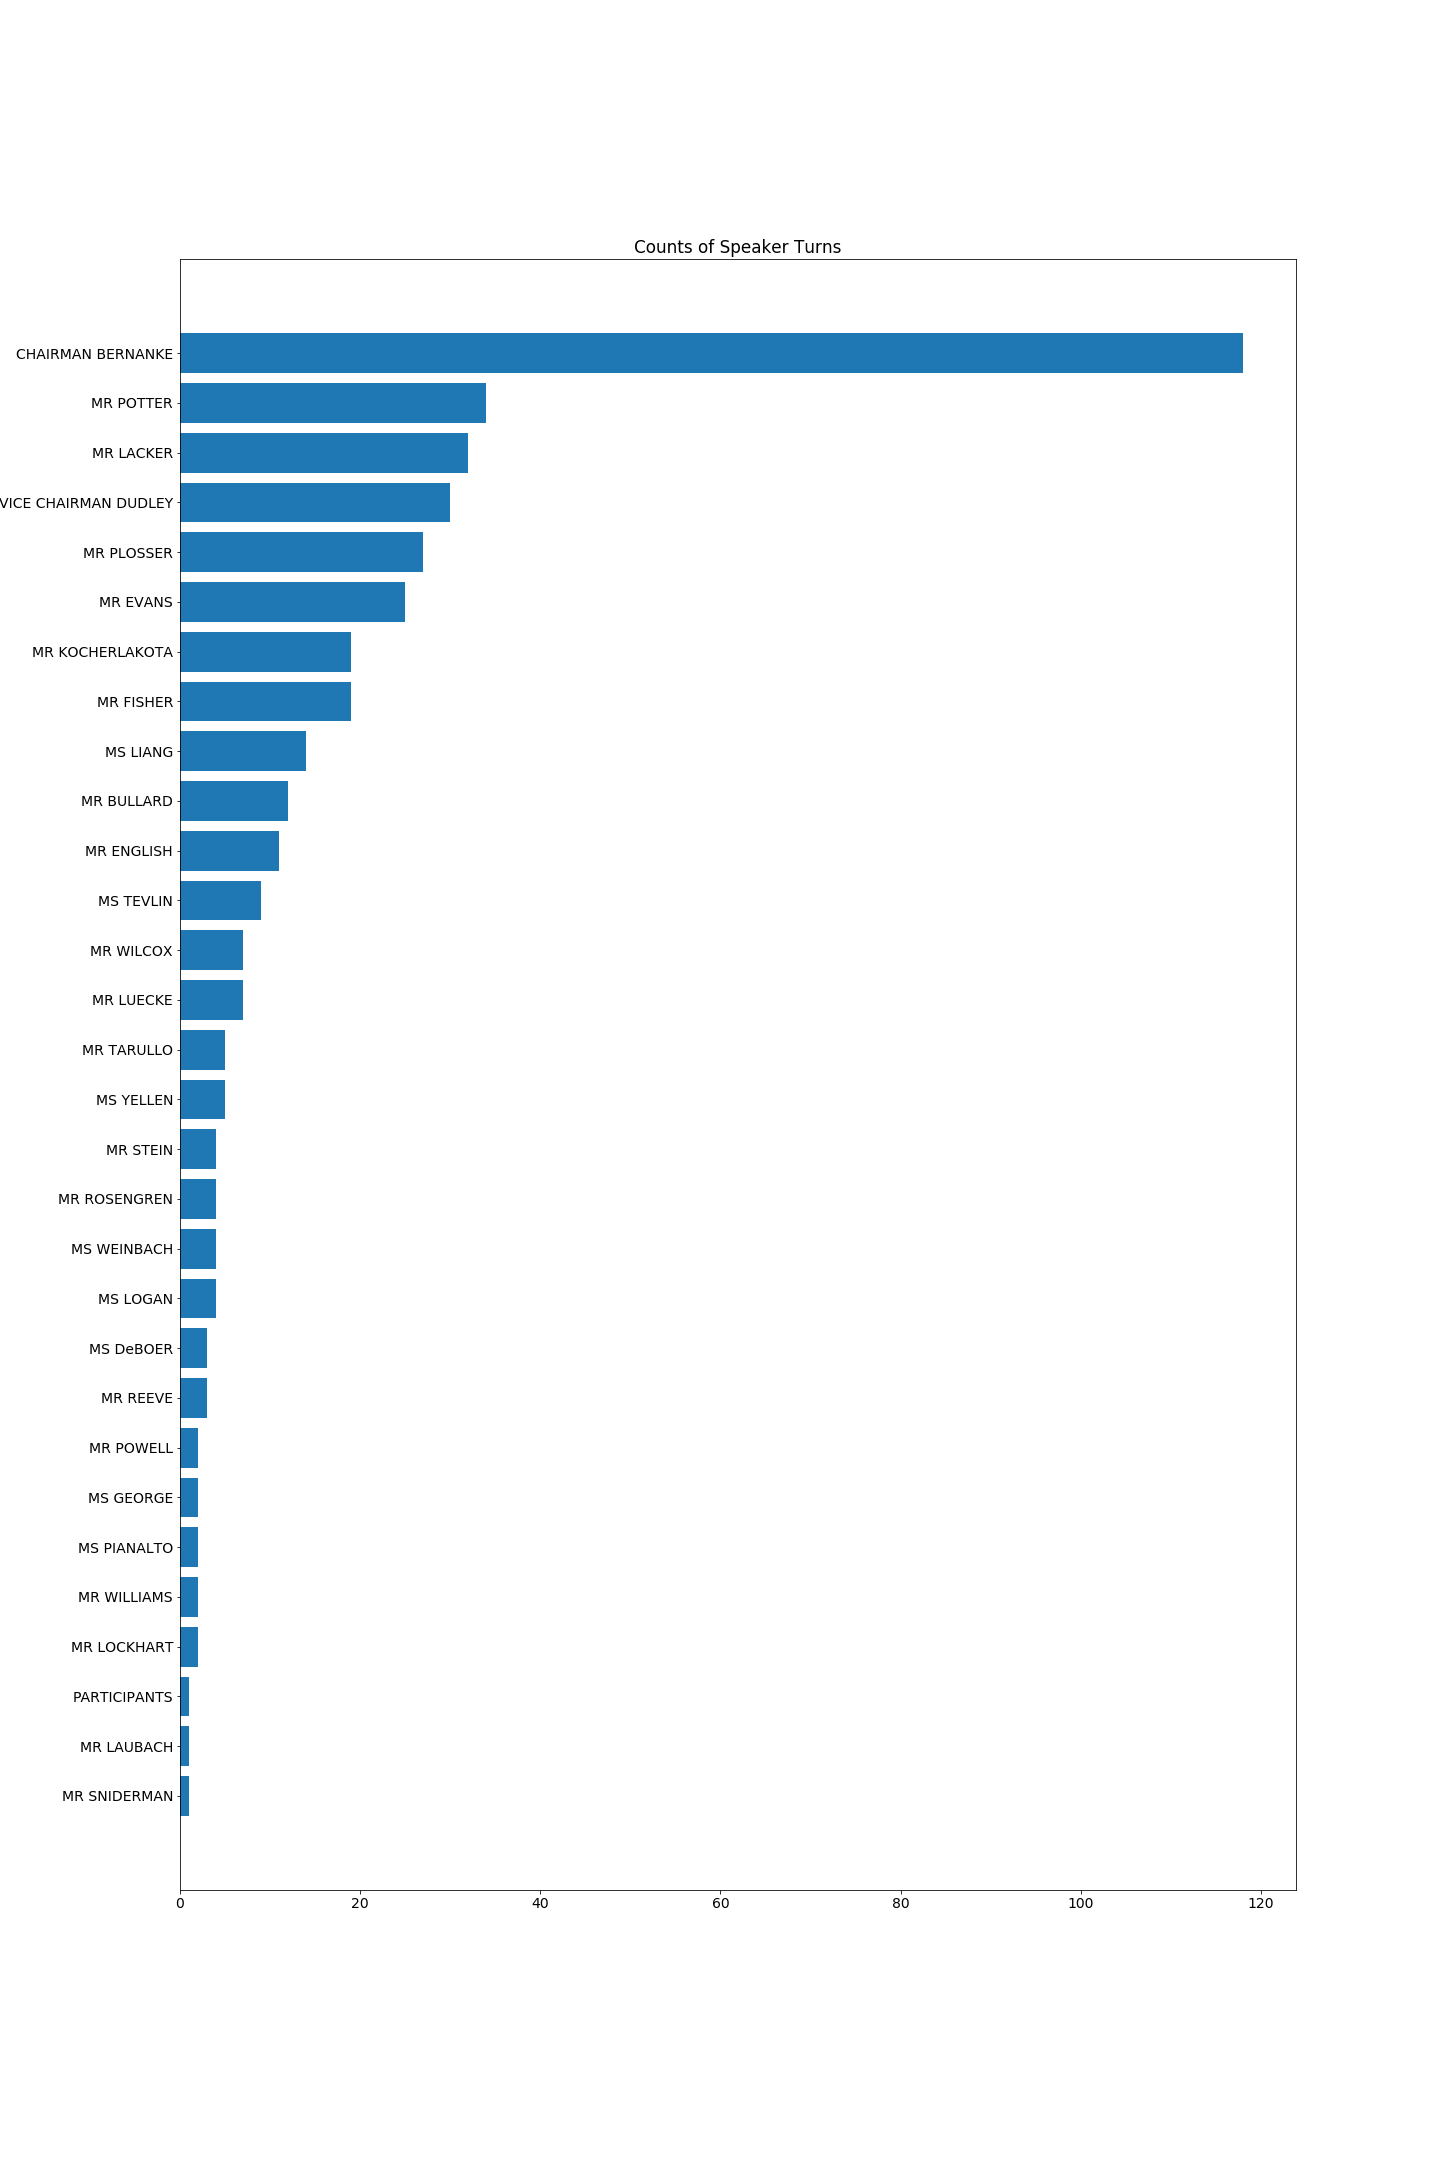 Counts of Speaker Turns
CHAIRMAN BERNANKE
MR POTTER
MR LACKER
VICE CHAIRMAN DUDLEY
MR PLOSSER
MR EVANS
MR KOCHERLAKOTA
MR FISHER
MS LIANG
MR BULLARD
MR ENGLISH
MS TEVLIN
MR WILCOX
MR LUECKE
MR TARULLO
MS YELLEN
MR STEIN
MR ROSENGREN
MS WEINBACH
MS LOGAN
MS DeBOER
MR REEVE
MR POWELL
MS GEORGE
MS PIANALTO
MR WILLIAMS
MR LOCKHART
PARTICIPANTS
MR LAUBACH
MR SNIDERMAN
0 20 40 60 80 100 120